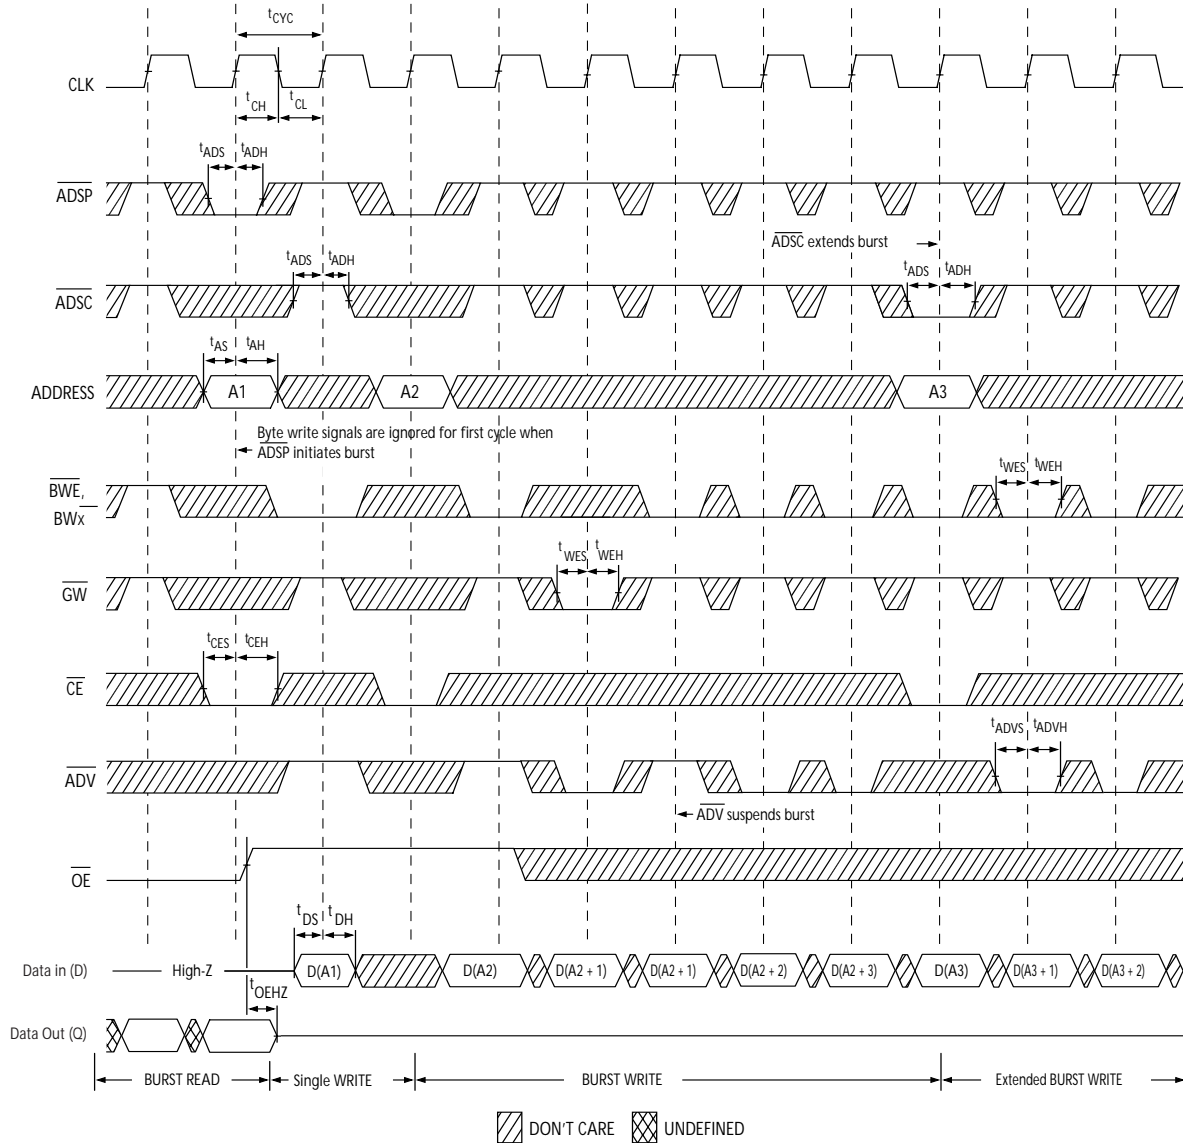 tCYC
CLK
tCH tCL
tADS tADH
ADSP
ADSC extends burst
tADS tADH
tADS tADH
ADSC
tAS tAH
ADDRESS
A1
A2
A3
Byte write signals are ignored for first cycle when
ADSP initiates burst
tWES tWEH
BWE,
BWx
tWES tWEH
GW
tCES tCEH
CE
tADVS tADVH
ADV
ADV suspends burst
OE
tDS tDH
Data in (D)
High-Z
D(A1)
D(A2)
D(A2 + 1)
D(A2 + 1)
D(A2 + 2)
D(A2 + 3)
D(A3)
D(A3 + 1)
D(A3 + 2)
tOEHZ
Data Out (Q)
BURST READ
Single WRITE
BURST WRITE
Extended BURST WRITE
DON'T CARE
UNDEFINED